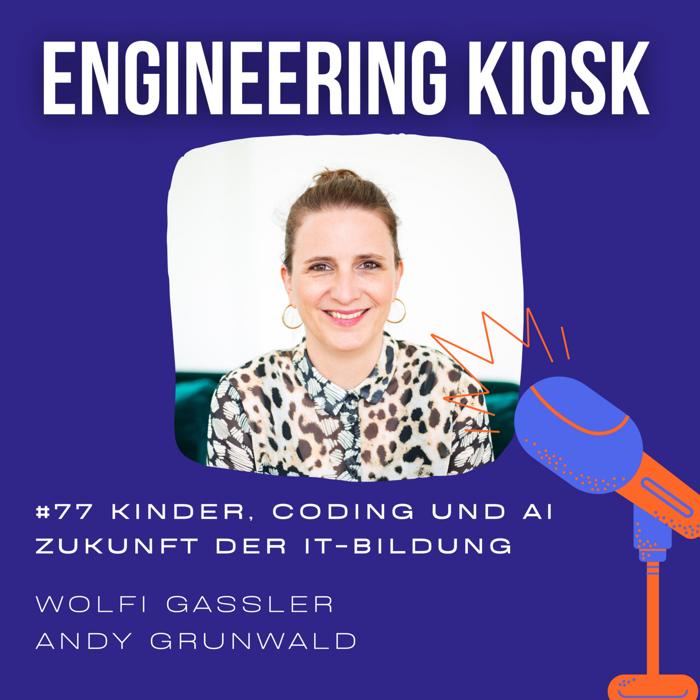 ENGINEERING KIOSK
#77 KINDER, CODING UND AI
ZUKUNFT DER IT-BILDUNG
WOLFI GASSLER
ANDY GRUNWALD